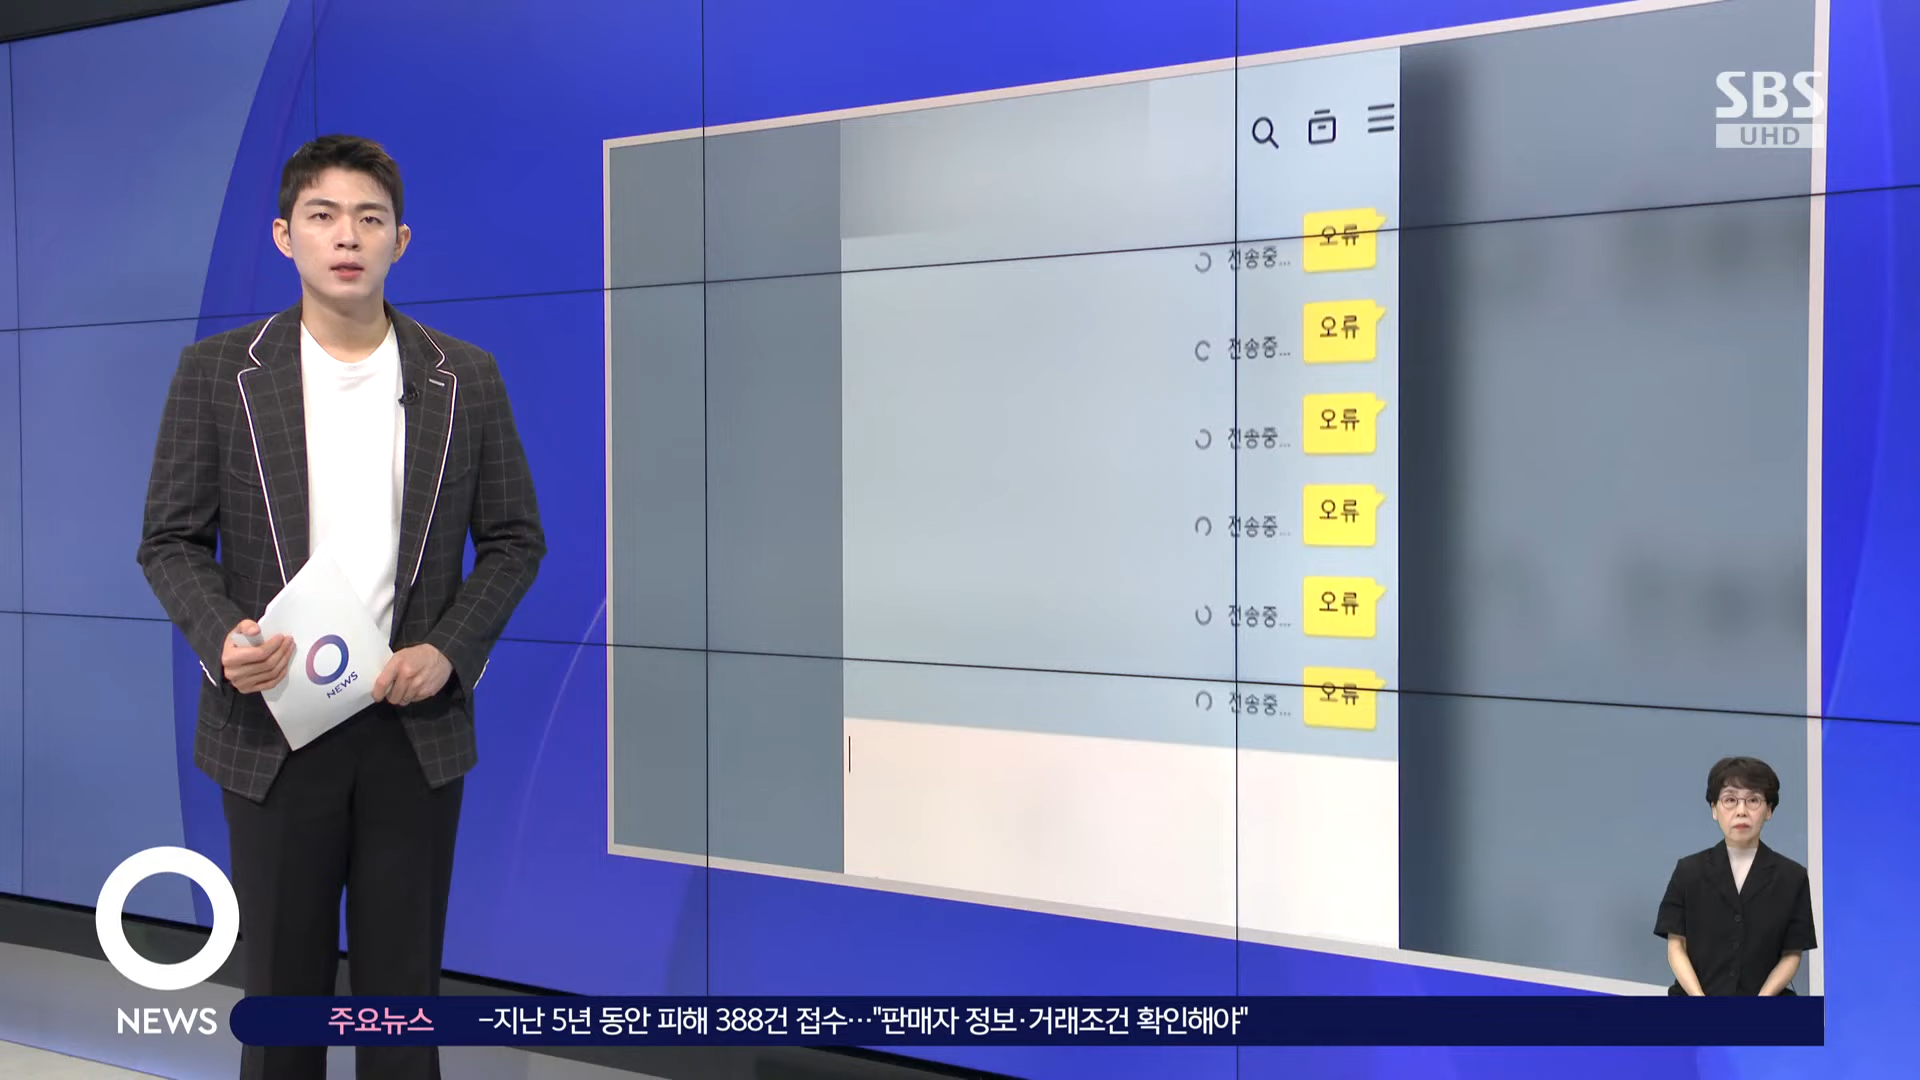 SBS
UHD
오류
전송중...
오류
전송중...
오류
전송중...
오류
전송중...
오류
전송중...
오류
전송중...
NEWS
NEWS
주요뉴스 -지난 5년 동안 피해 388건 접수…"판매자 정보·거래조건 확인해야"